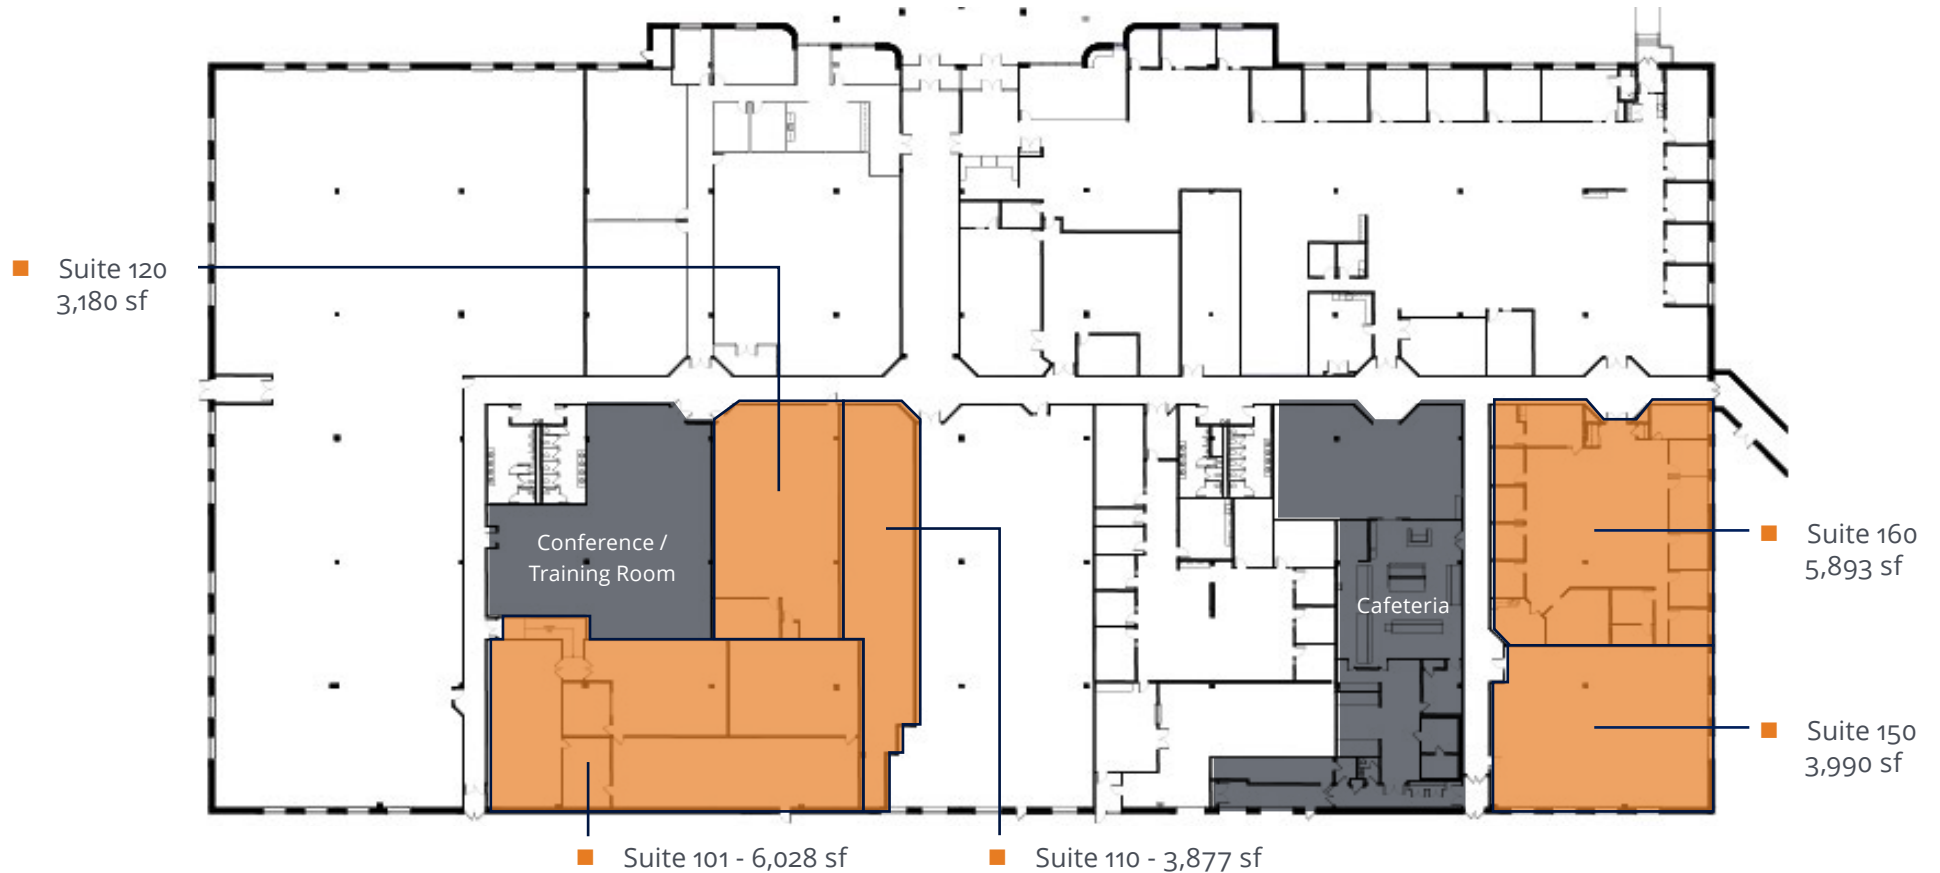 Suite 120
3,180 sf
Conference /
Training Room
Cafeteria
Suite 160
5,893 sf
Suite 150
3,990 sf
Suite 101 - 6,028 sf
Suite 110 - 3,877 sf